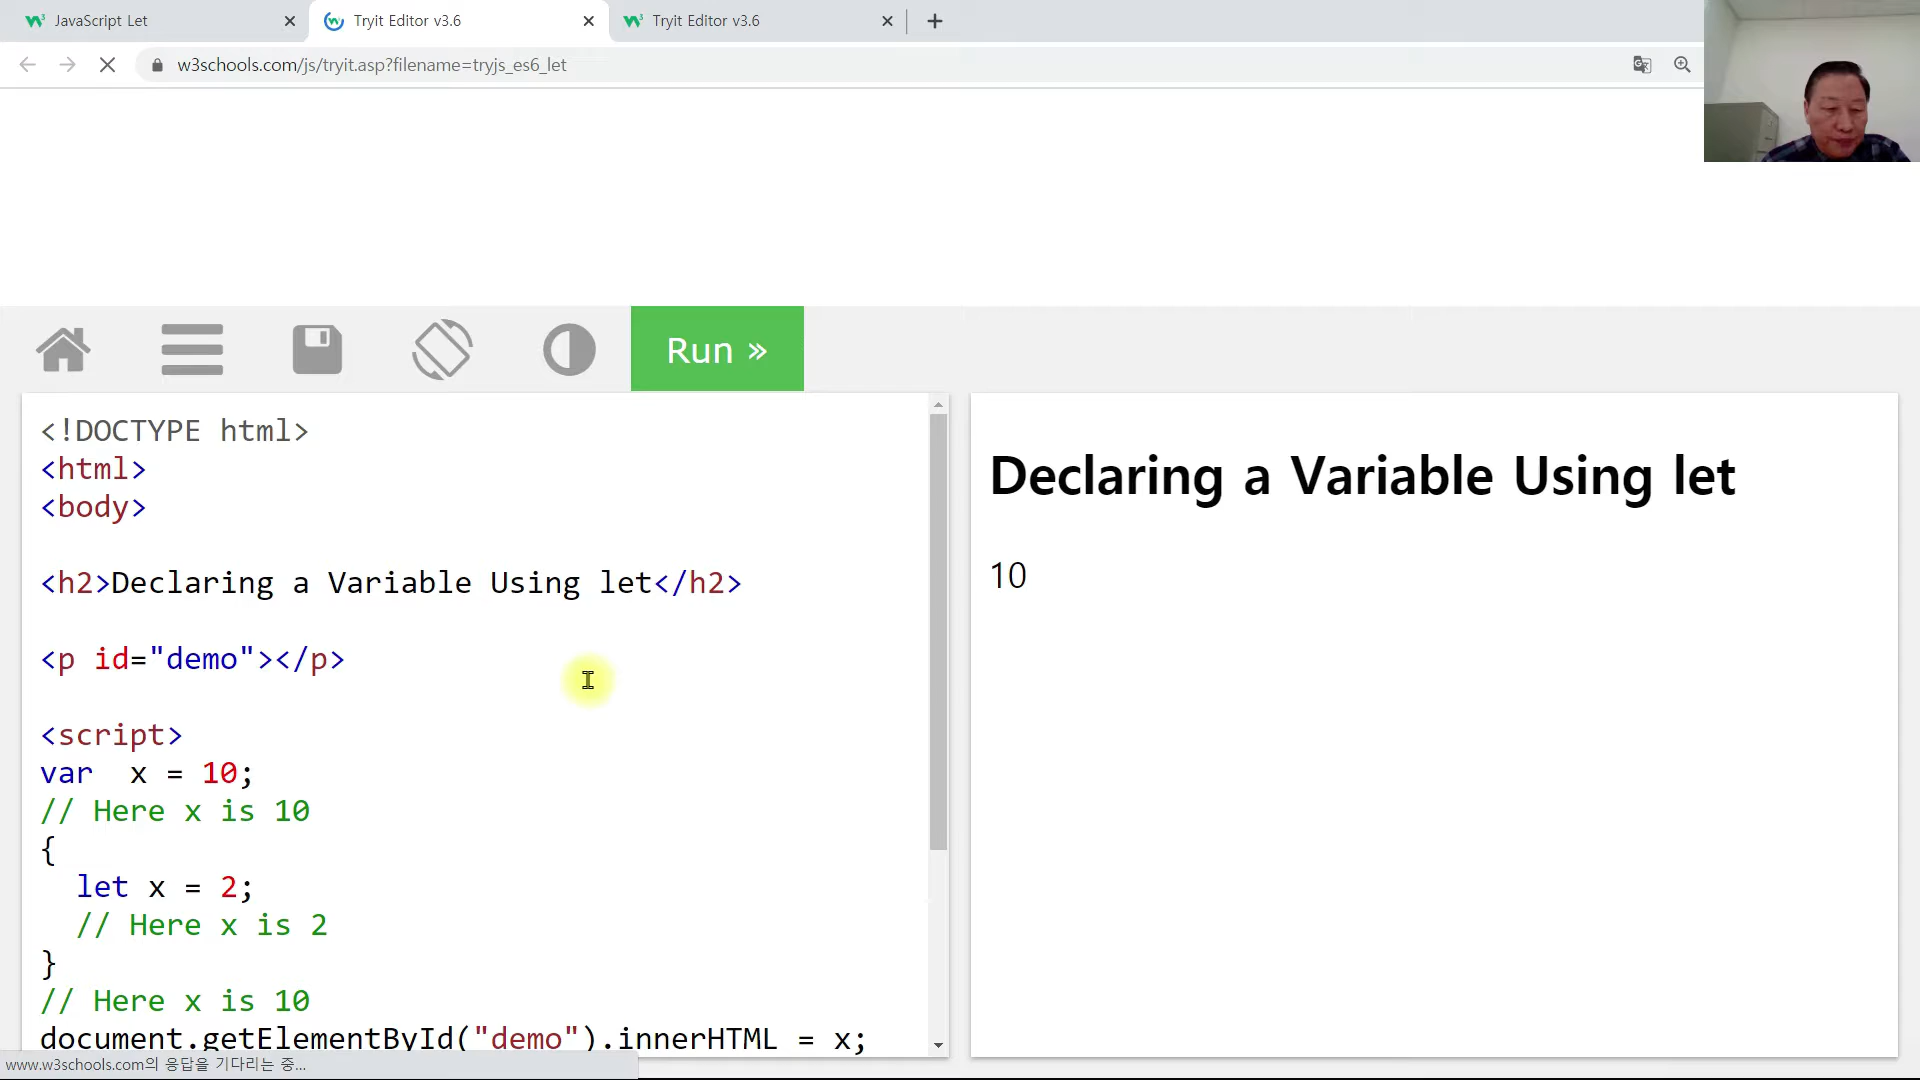 JavaScript Let
Tryit Editor v3.6
Tryit Editor v3.6
w3schools.com/js/tryit.asp?filename=tryjs_es6_let
Run »
<!DOCTYPE html>
<html>
<body>
<h2>Declaring a Variable Using let</h2>
<p id="demo"></p>
<script>
var  x = 10;
// Here x is 10
{
  let x = 2;
  // Here x is 2
}
// Here x is 10
document.getElementById("demo").innerHTML = x;
Declaring a Variable Using let
10
www.w3schools.com의 응답을 기다리는 중...